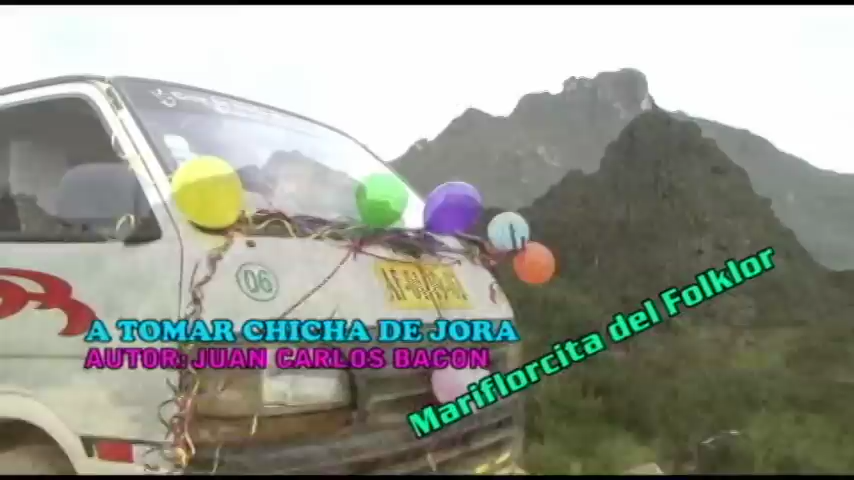 06
A TOMAR CHICHA DE JORA
AUTOR: JUAN CARLOS BACON
Mariflorcita del Folklor